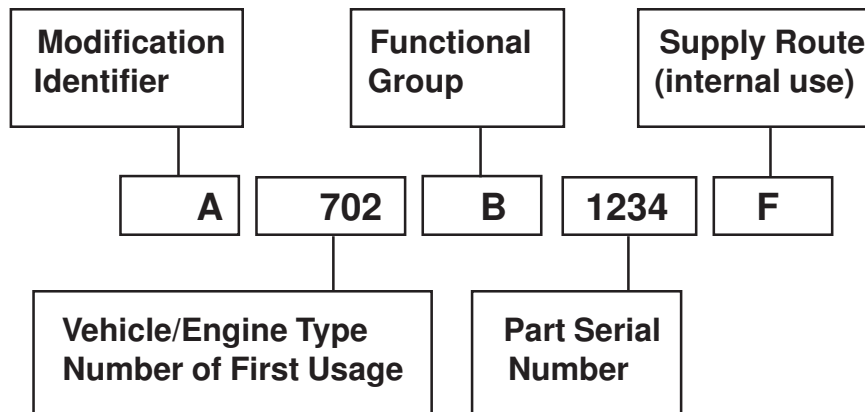 Modification
Identifier
Functional
Group
Supply Route
(internal use)
A 702 B 1234 F
Vehicle/Engine Type
Number of First Usage
Part Serial
Number